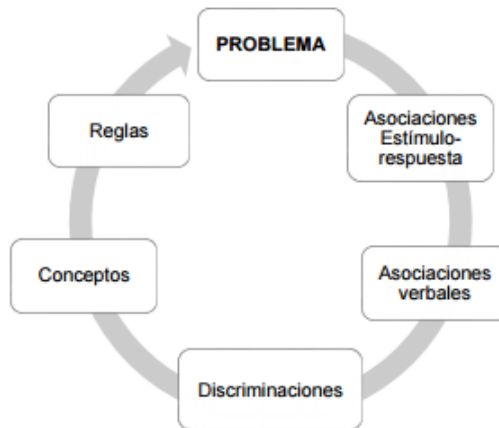 PROBLEMA
Asociaciones
Estímulo-
respuesta
Asociaciones
verbales
Discriminaciones
Conceptos
Reglas